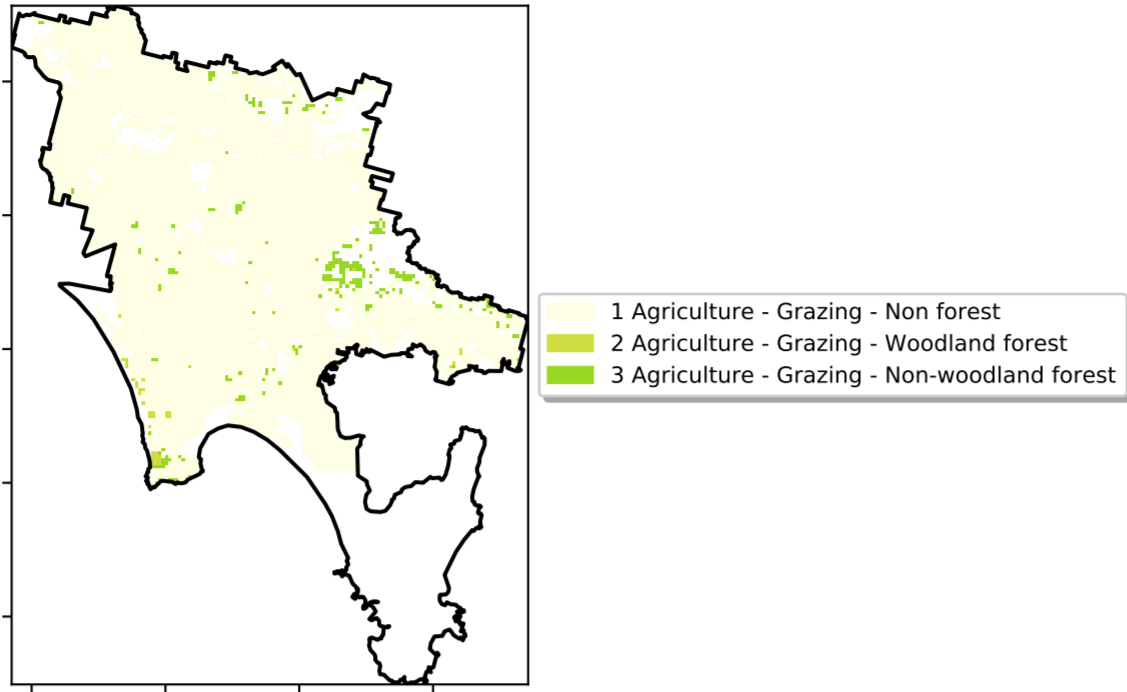 1 Agriculture - Grazing - Non forest
2 Agriculture - Grazing - Woodland forest
3 Agriculture - Grazing - Non-woodland forest